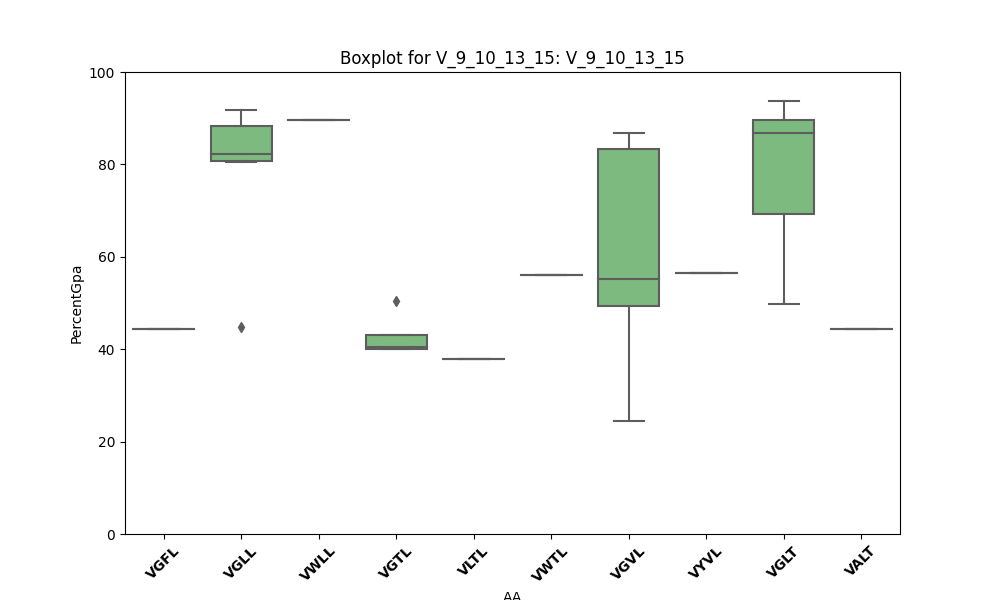 Boxplot for V_9_10_13_15: V_9_10_13_15
PercentGpa
100
80
60
40
20
0
VGFL
VGLL
VWLL
VGTL
VLTL
VWTL
VGVL
VYVL
VGLT
VALT
AA